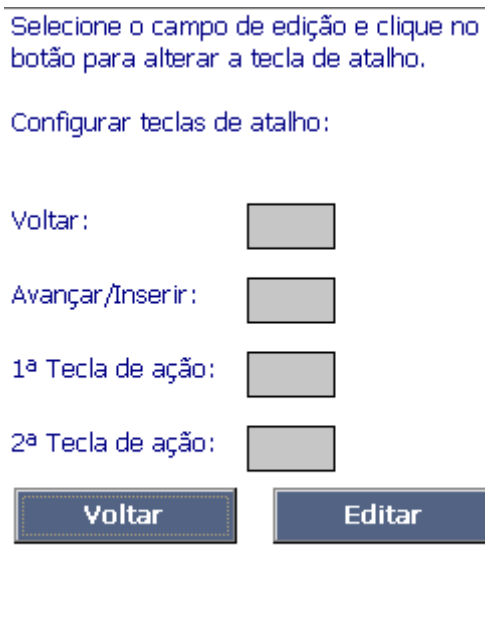 Selecione o campo de edição e clique no
botão para alterar a tecla de atalho.
Configurar teclas de atalho:
Voltar:
Avançar/Inserir:
1ª Tecla de ação:
2ª Tecla de ação:
Voltar Editar